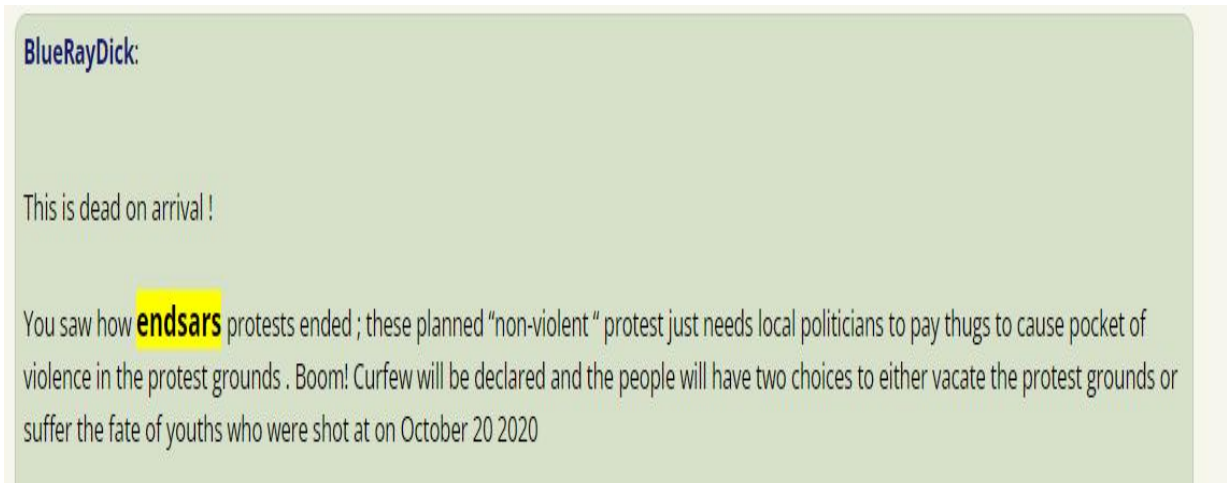 BlueRayDick:
This is dead on arrival !
You saw how endsars protests ended ; these planned “non-violent “ protest just needs local politicians to pay thugs to cause pocket of
violence in the protest grounds . Boom! Curfew will be declared and the people will have two choices to either vacate the protest grounds or
suffer the fate of youths who were shot at on October 20 2020